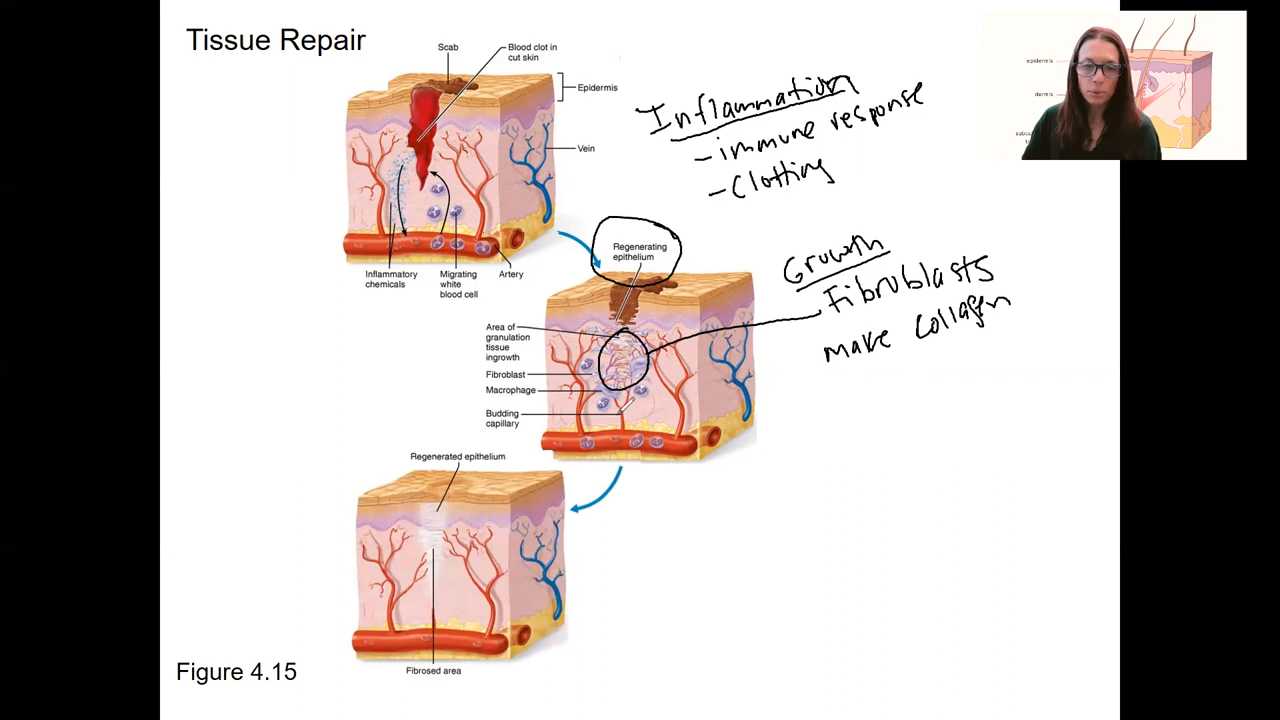 Tissue Repair
Scab
Blood clot in
cut skin
Epidermis
Vein
Inflammatory
chemicals
Migrating
white
blood cell
Artery
Inflammation
- immune response
- Clotting
epidermis
dermis
Regenerating
epithelium
Growth
Fibroblasts
make collagen
Area of
granulation
tissue
ingrowth
Fibroblast
Macrophage
Budding
capillary
Regenerated epithelium
Fibrosed area
Figure 4.15